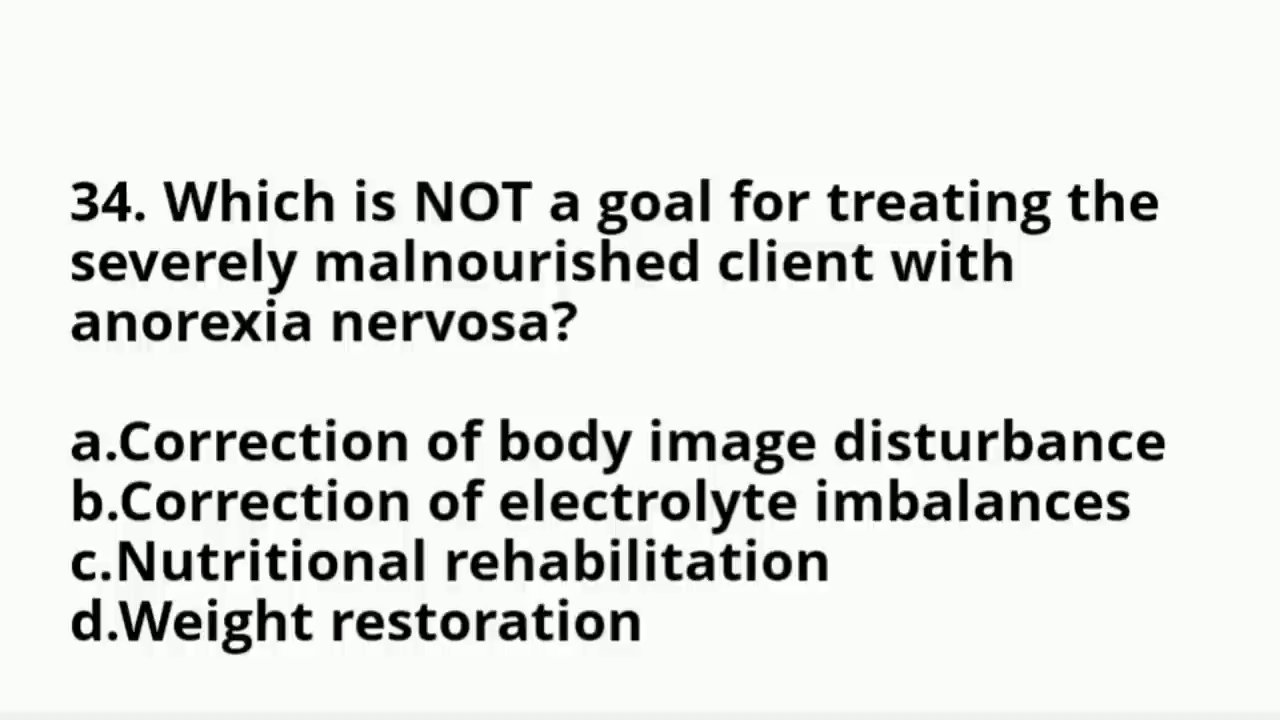 34. Which is NOT a goal for treating the
severely malnourished client with
anorexia nervosa?
a.Correction of body image disturbance
b.Correction of electrolyte imbalances
c.Nutritional rehabilitation
d.Weight restoration